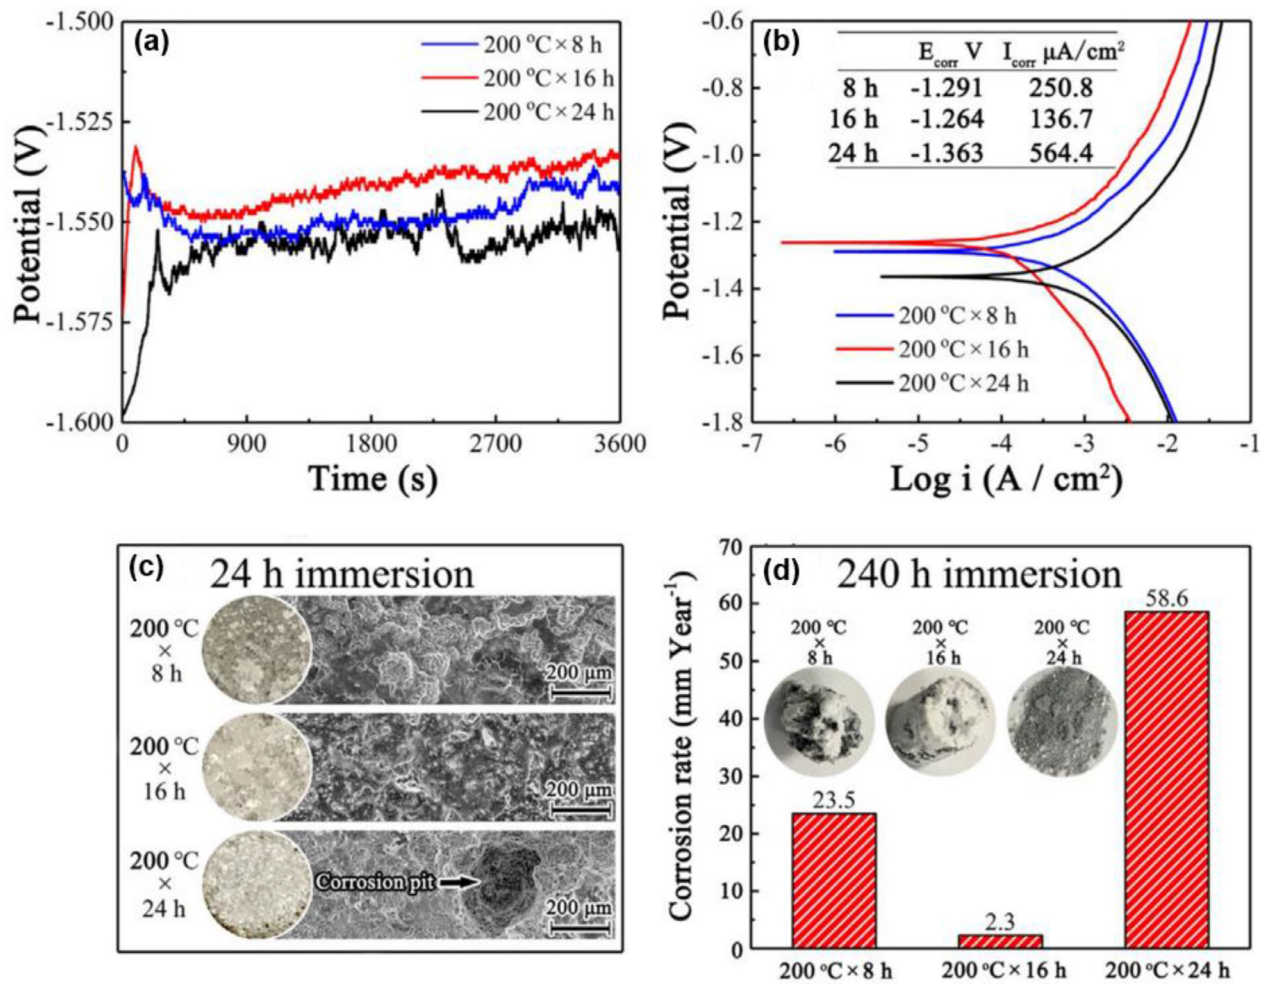 (a)
200 °C × 8 h
200 °C × 16 h
200 °C × 24 h
-1.500
-1.525
-1.550
-1.575
-1.600
Potential (V)
0 900 1800 2700 3600
Time (s)
(b)
E_corr V I_corr μA/cm²
8 h -1.291 250.8
16 h -1.264 136.7
24 h -1.363 564.4
200 °C × 8 h
200 °C × 16 h
200 °C × 24 h
-0.6
-0.8
-1.0
-1.2
-1.4
-1.6
-1.8
Potential (V)
-7 -6 -5 -4 -3 -2 -1
Log i (A / cm²)
(c) 24 h immersion
200 °C
×
8 h
200 μm
200 °C
×
16 h
200 μm
200 °C
×
24 h
Corrosion pit
200 μm
(d) 240 h immersion
200 °C
×
8 h
200 °C
×
16 h
200 °C
×
24 h
23.5
2.3
58.6
70
60
50
40
30
20
10
0
Corrosion rate (mm Year⁻¹)
200 °C × 8 h 200 °C × 16 h 200 °C × 24 h